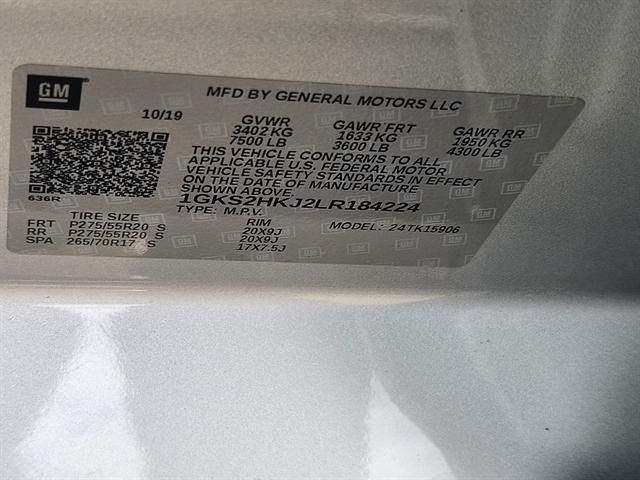 GM
MFD BY GENERAL MOTORS LLC
10/19 GVWR GAWR FRT GAWR RR
3402 KG 1633 KG 1950 KG
7500 LB 3600 LB 4300 LB
THIS VEHICLE CONFORMS TO ALL
APPLICABLE U.S. FEDERAL MOTOR
VEHICLE SAFETY STANDARDS IN EFFECT
ON THE DATE OF MANUFACTURE
SHOWN ABOVE.
636R
1GKS2HKJ2LR184224
TYPE: M.P.V.
MODEL: 24TK15906
TIRE SIZE RIM
FRT P275/55R20 S 20X9J
RR P275/55R20 S 20X9J
SPA 265/70R17 S 17X7.5J